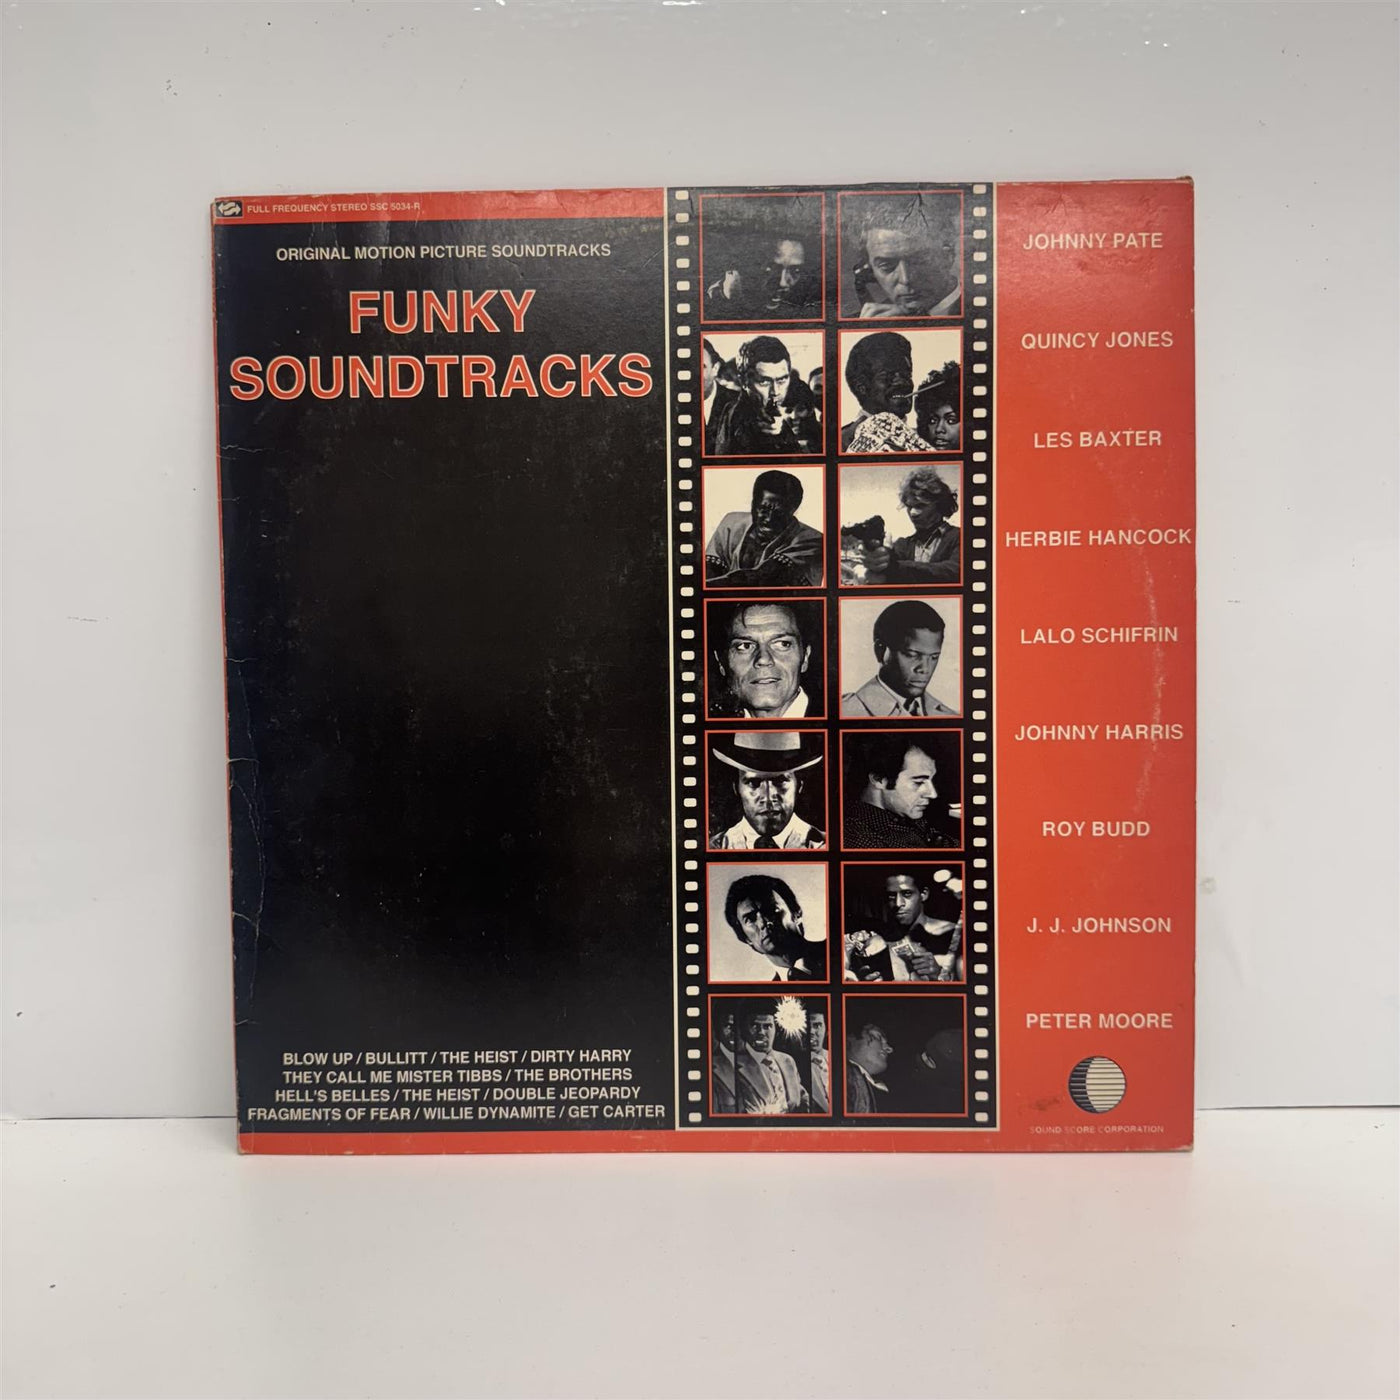 FULL FREQUENCY STEREO SSC 5034-R
ORIGINAL MOTION PICTURE SOUNDTRACKS
FUNKY
SOUNDTRACKS
BLOW UP / BULLITT / THE HEIST / DIRTY HARRY
THEY CALL ME MISTER TIBBS / THE BROTHERS
HELL'S BELLES / THE HEIST / DOUBLE JEOPARDY
FRAGMENTS OF FEAR / WILLIE DYNAMITE / GET CARTER
JOHNNY PATE
QUINCY JONES
LES BAXTER
HERBIE HANCOCK
LALO SCHIFRIN
JOHNNY HARRIS
ROY BUDD
J. J. JOHNSON
PETER MOORE
SOUND SCORE CORPORATION